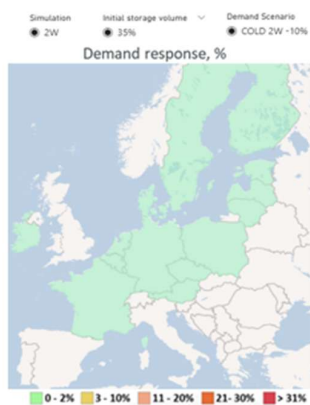 Simulation Initial storage volume Demand Scenario
2W 35% COLD 2W -10%
Demand response, %
0 - 2% 3 - 10% 11 - 20% 21- 30% > 31%